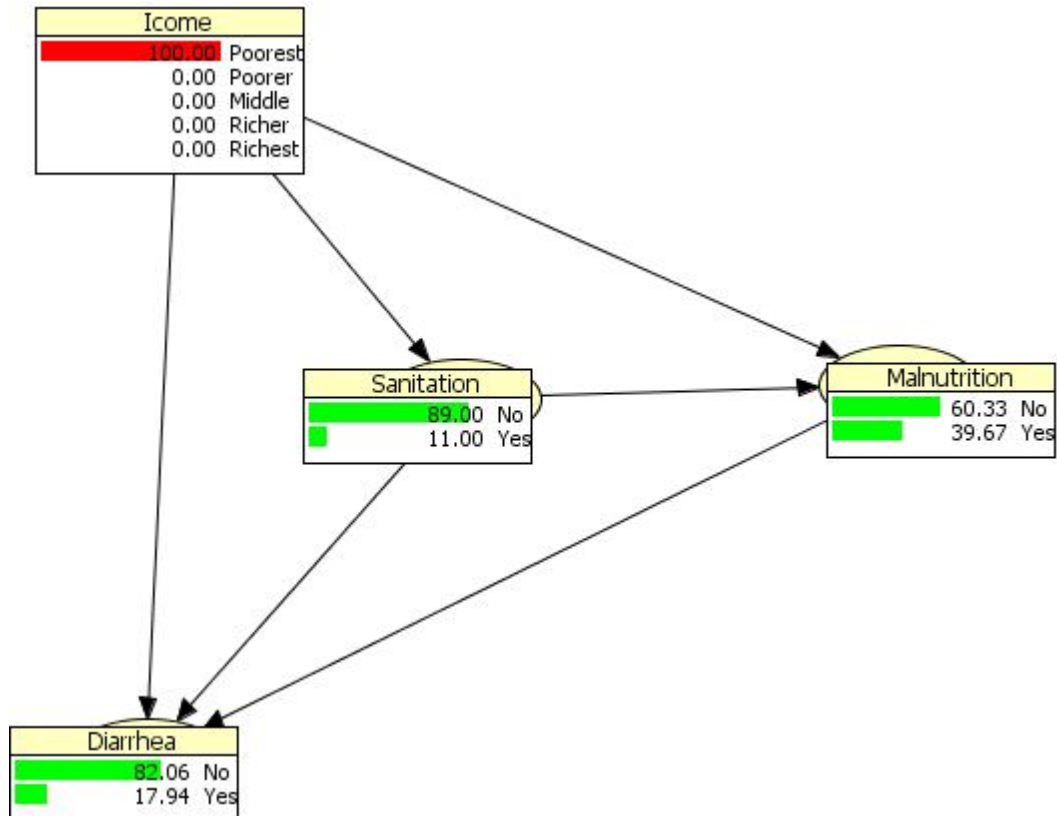 Icome
100.00 Poorest
0.00 Poorer
0.00 Middle
0.00 Richer
0.00 Richest
Sanitation
89.00 No
11.00 Yes
Malnutrition
60.33 No
39.67 Yes
Diarrhea
82.06 No
17.94 Yes